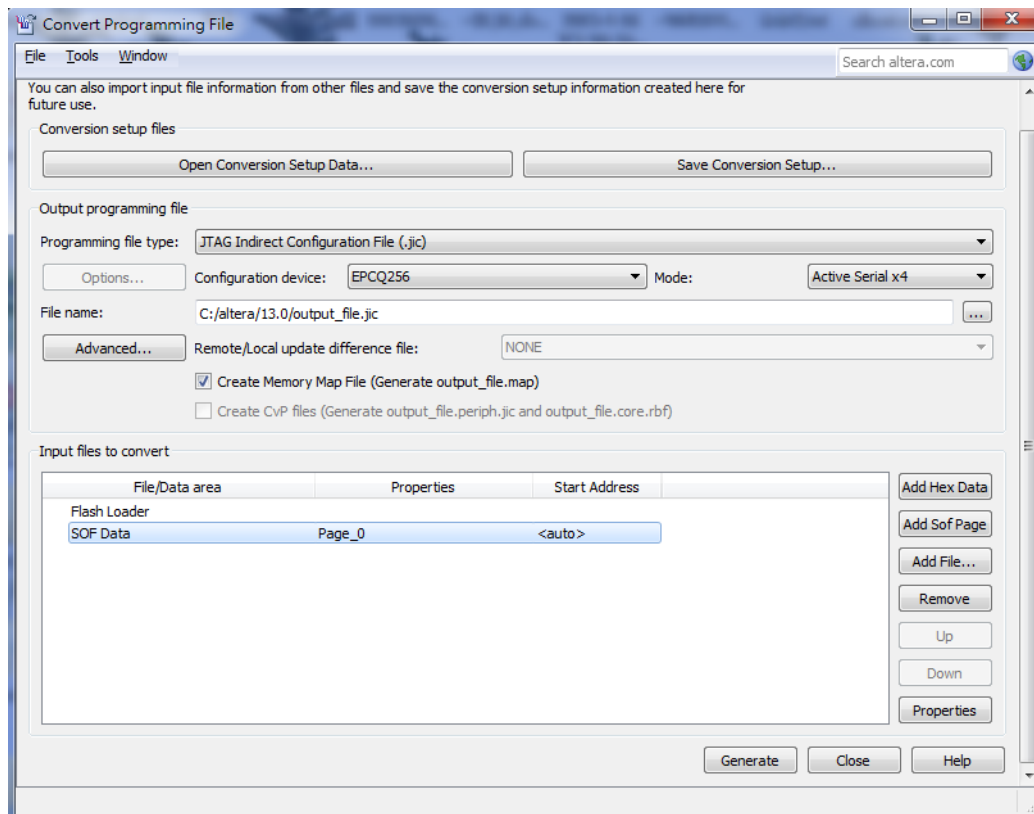 Convert Programming File
File Tools Window
Search altera.com
You can also import input file information from other files and save the conversion setup information created here for
future use.
Conversion setup files
Open Conversion Setup Data...
Save Conversion Setup...
Output programming file
Programming file type:
JTAG Indirect Configuration File (.jic)
Options...
Configuration device:
EPCQ256
Mode:
Active Serial x4
File name:
C:/altera/13.0/output_file.jic
...
Advanced...
Remote/Local update difference file:
NONE
Create Memory Map File (Generate output_file.map)
Create CvP files (Generate output_file.periph.jic and output_file.core.rbf)
Input files to convert
File/Data area Properties Start Address
Flash Loader
SOF Data Page_0 <auto>
Add Hex Data
Add Sof Page
Add File...
Remove
Up
Down
Properties
Generate
Close
Help